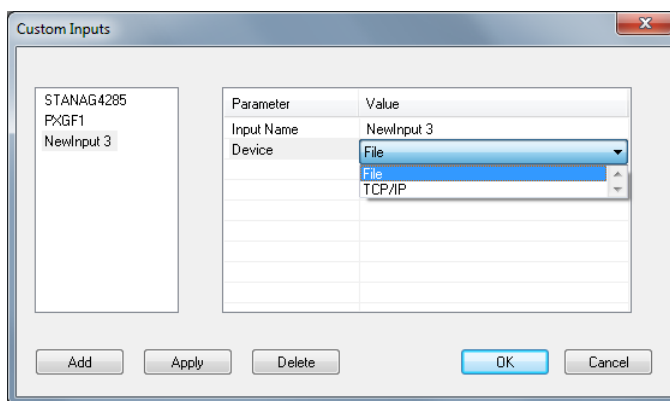 Custom Inputs
STANAG4285
PXGF1
NewInput 3
Parameter Value
Input Name NewInput 3
Device File
File
TCP/IP
Add Apply Delete OK Cancel